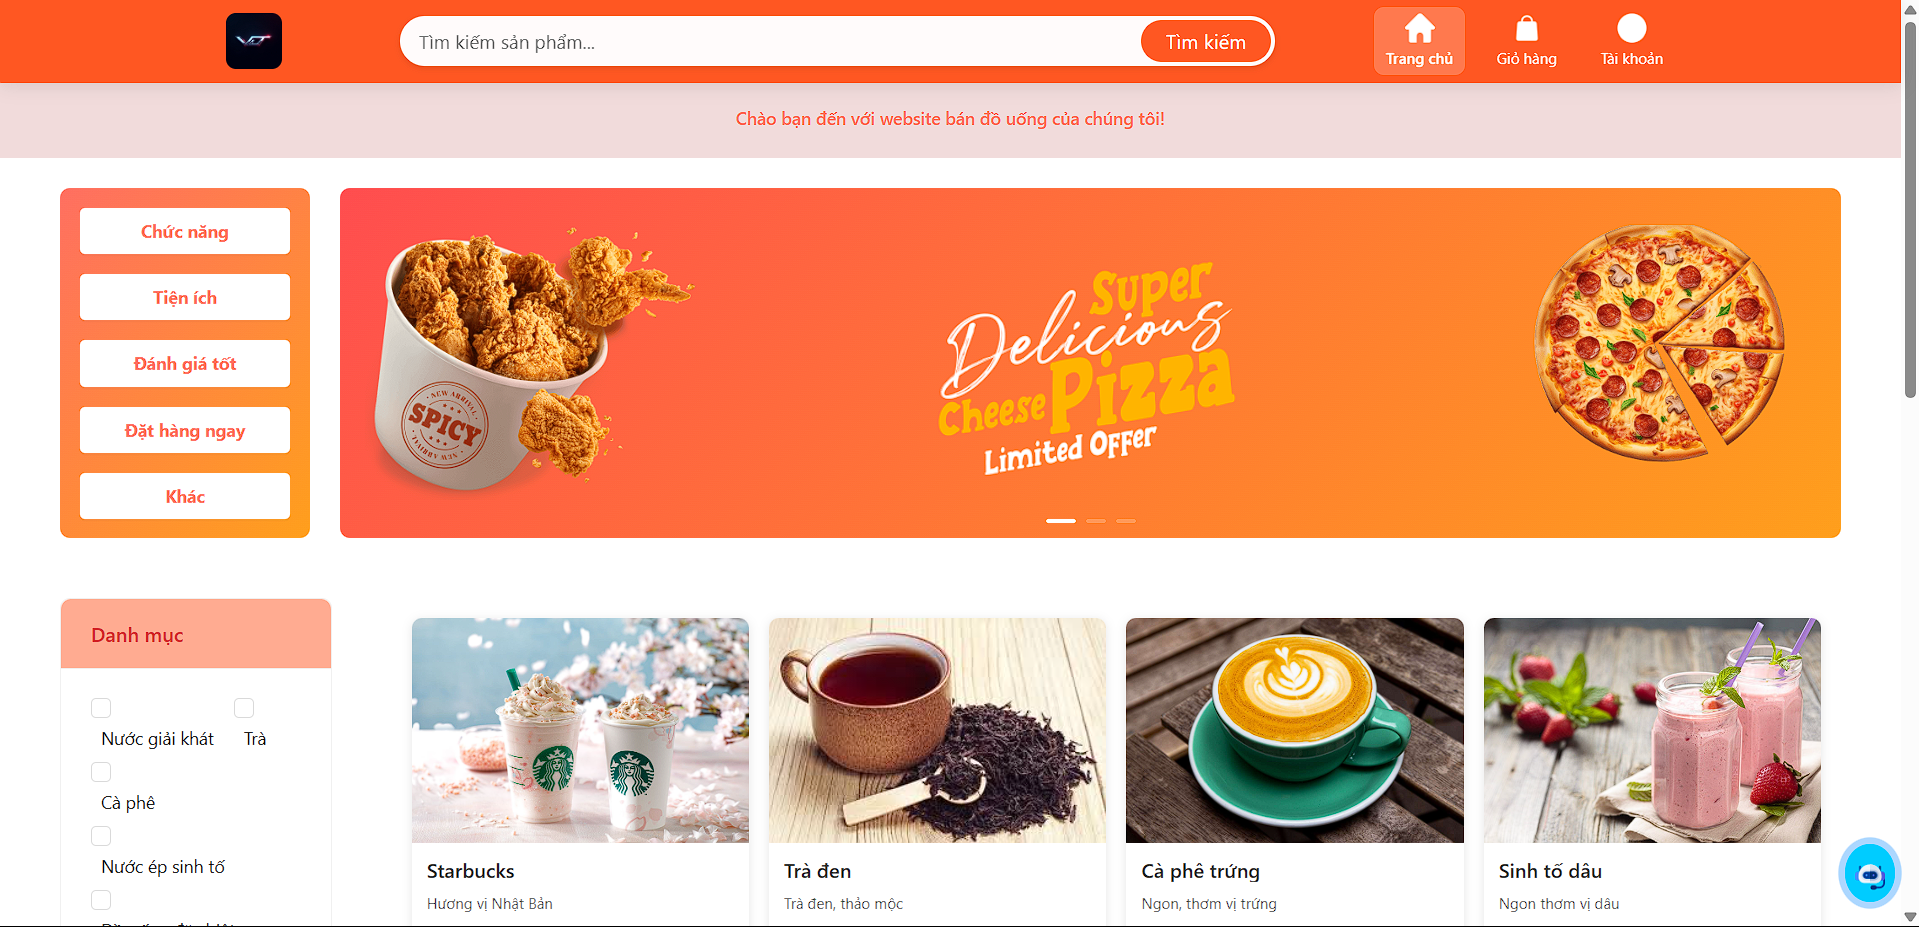 VDT
Tìm kiếm sản phẩm...
Tìm kiếm
Trang chủ
Giỏ hàng
Tài khoản
Chào bạn đến với website bán đồ uống của chúng tôi!
Chức năng
Tiện ích
Đánh giá tốt
Đặt hàng ngay
Khác
NEW ARRIVAL
SPICY
NEW ARRIVAL
Super
Delicious
Cheese Pizza
Limited Offer
Danh mục
Nước giải khát
Trà
Cà phê
Nước ép sinh tố
Starbucks
Hương vị Nhật Bản
Trà đen
Trà đen, thảo mộc
Cà phê trứng
Ngon, thơm vị trứng
Sinh tố dâu
Ngon thơm vị dâu